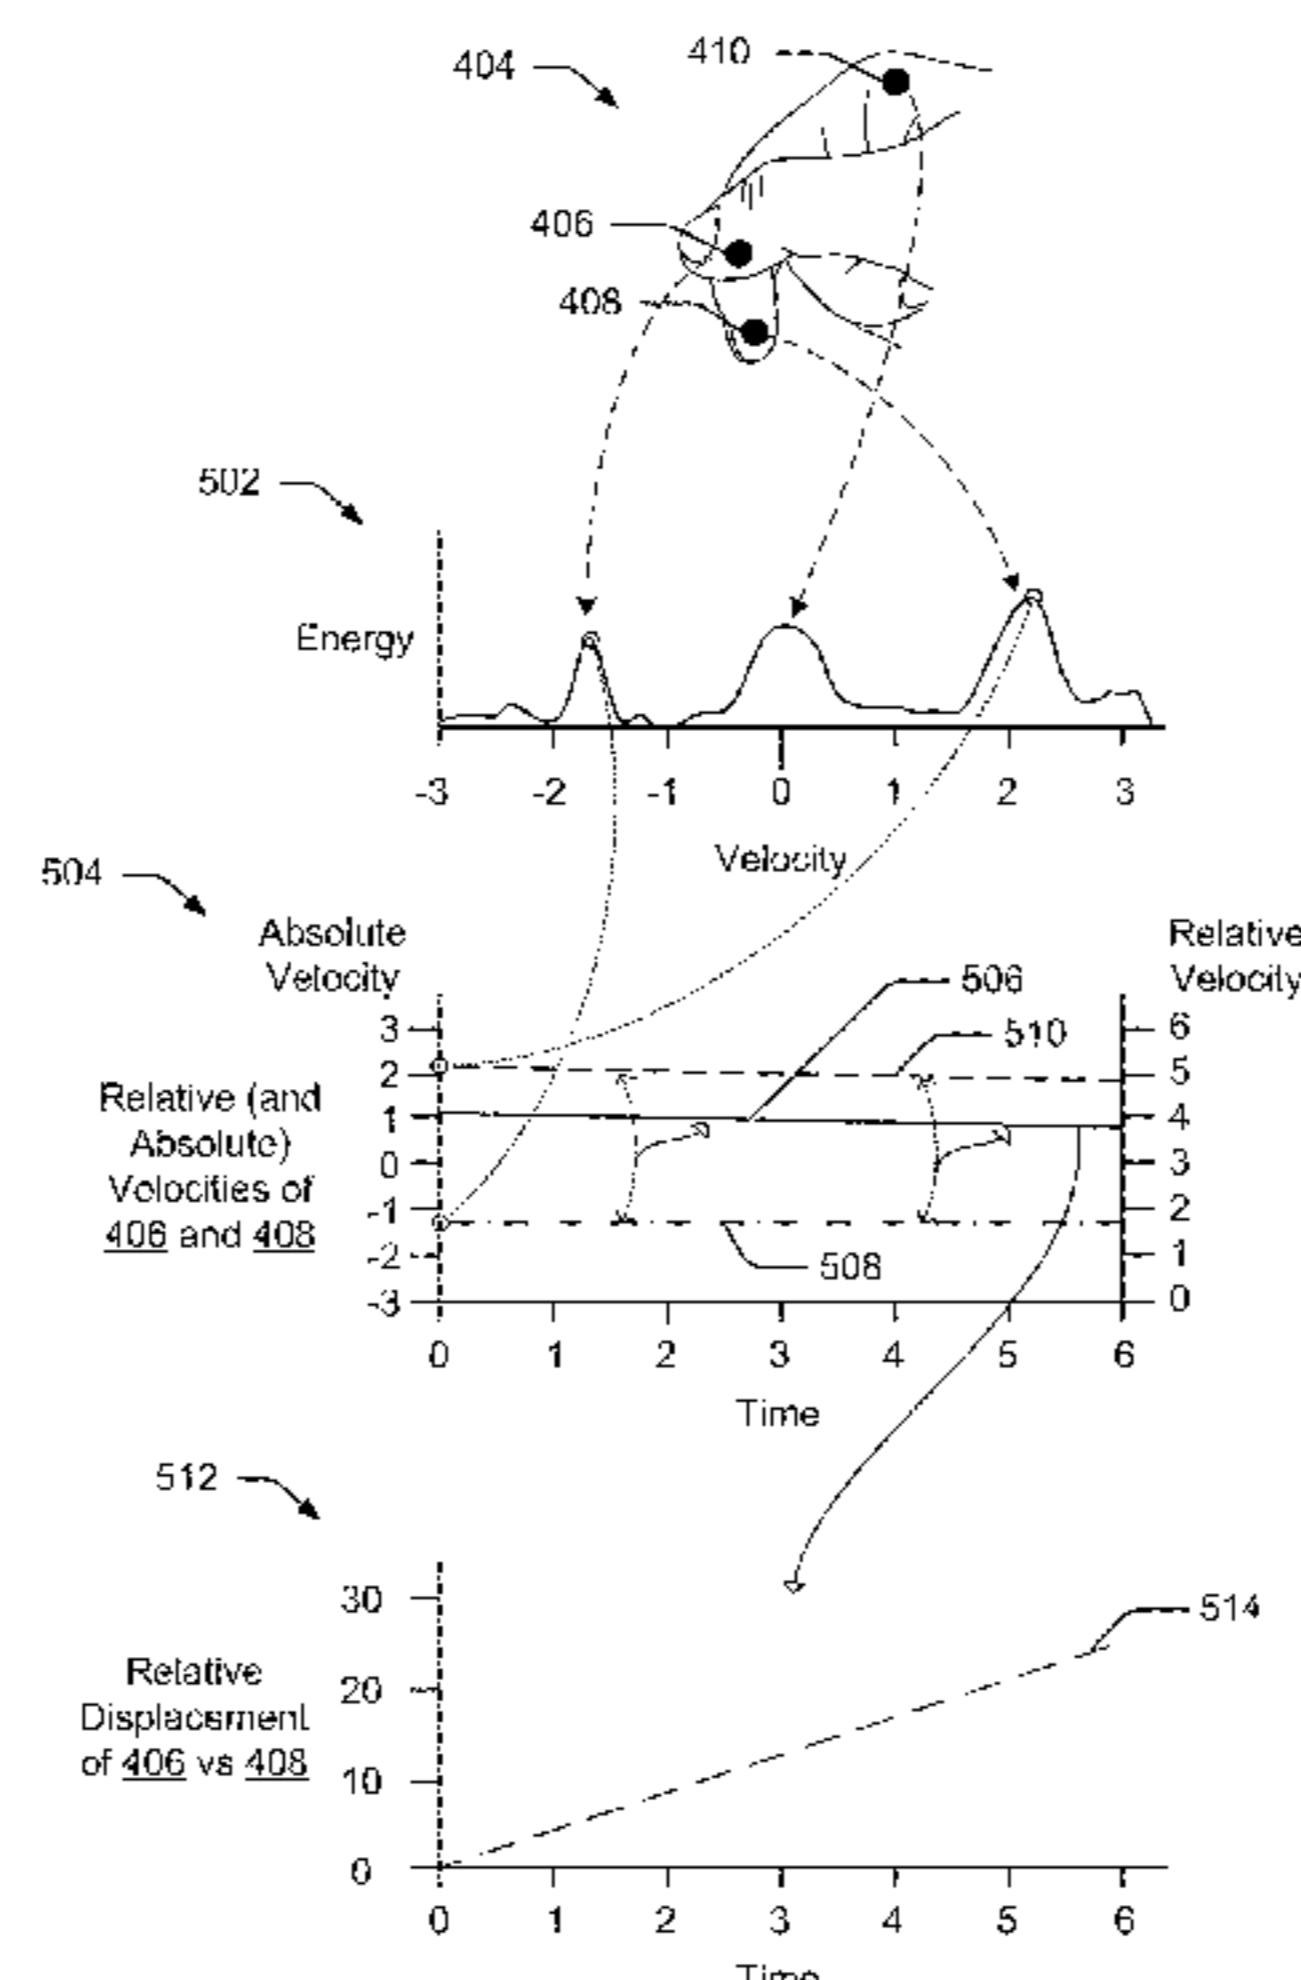 404
410
406
408
502
Energy
-3 -2 -1 0 1 2 3
Velocity
504
Absolute
Velocity
Relative
Velocity
506
510
3
2
1
0
-1
-2
-3
6
5
4
3
2
1
0
Relative (and
Absolute)
Velocities of
406 and 408
508
0 1 2 3 4 5 6
Time
512
30
20
10
0
514
Relative
Displacement
of 406 vs 408
0 1 2 3 4 5 6
Time